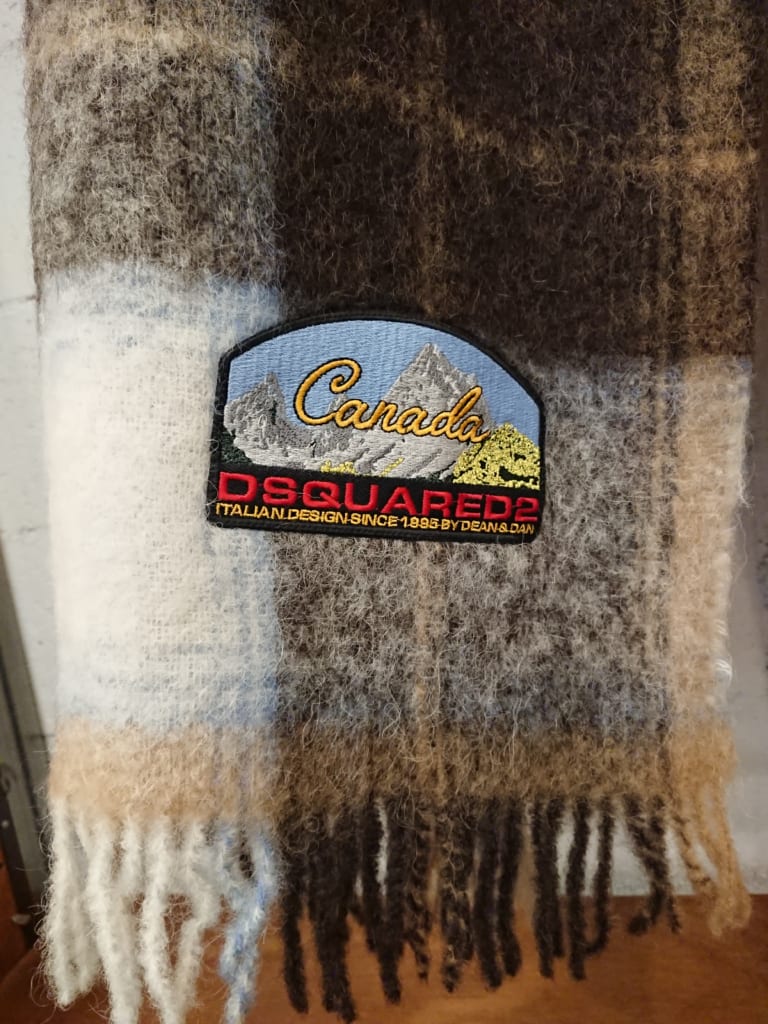 Canada
DSQUARED2
ITALIAN DESIGN SINCE 1995 BY DEAN & DAN